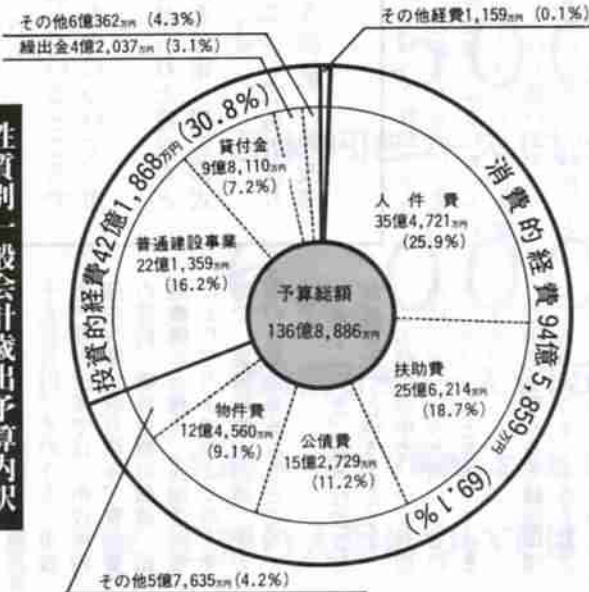 性質別一般会計歳出予算内訳
その他6億362万円 (4.3%)
繰出金4億2,037万円 (3.1%)
その他経費1,159万円 (0.1%)
投資的経費42億1,868万円 (30.8%)
消費的経費94億5,859万円 (69.1%)
貸付金
9億8,110万円
(7.2%)
人件費
35億4,721万円
(25.9%)
普通建設事業
22億1,359万円
(16.2%)
予算総額
136億8,886万円
扶助費
25億6,214万円
(18.7%)
物件費
12億4,560万円
(9.1%)
公債費
15億2,729万円
(11.2%)
その他5億7,635万円 (4.2%)